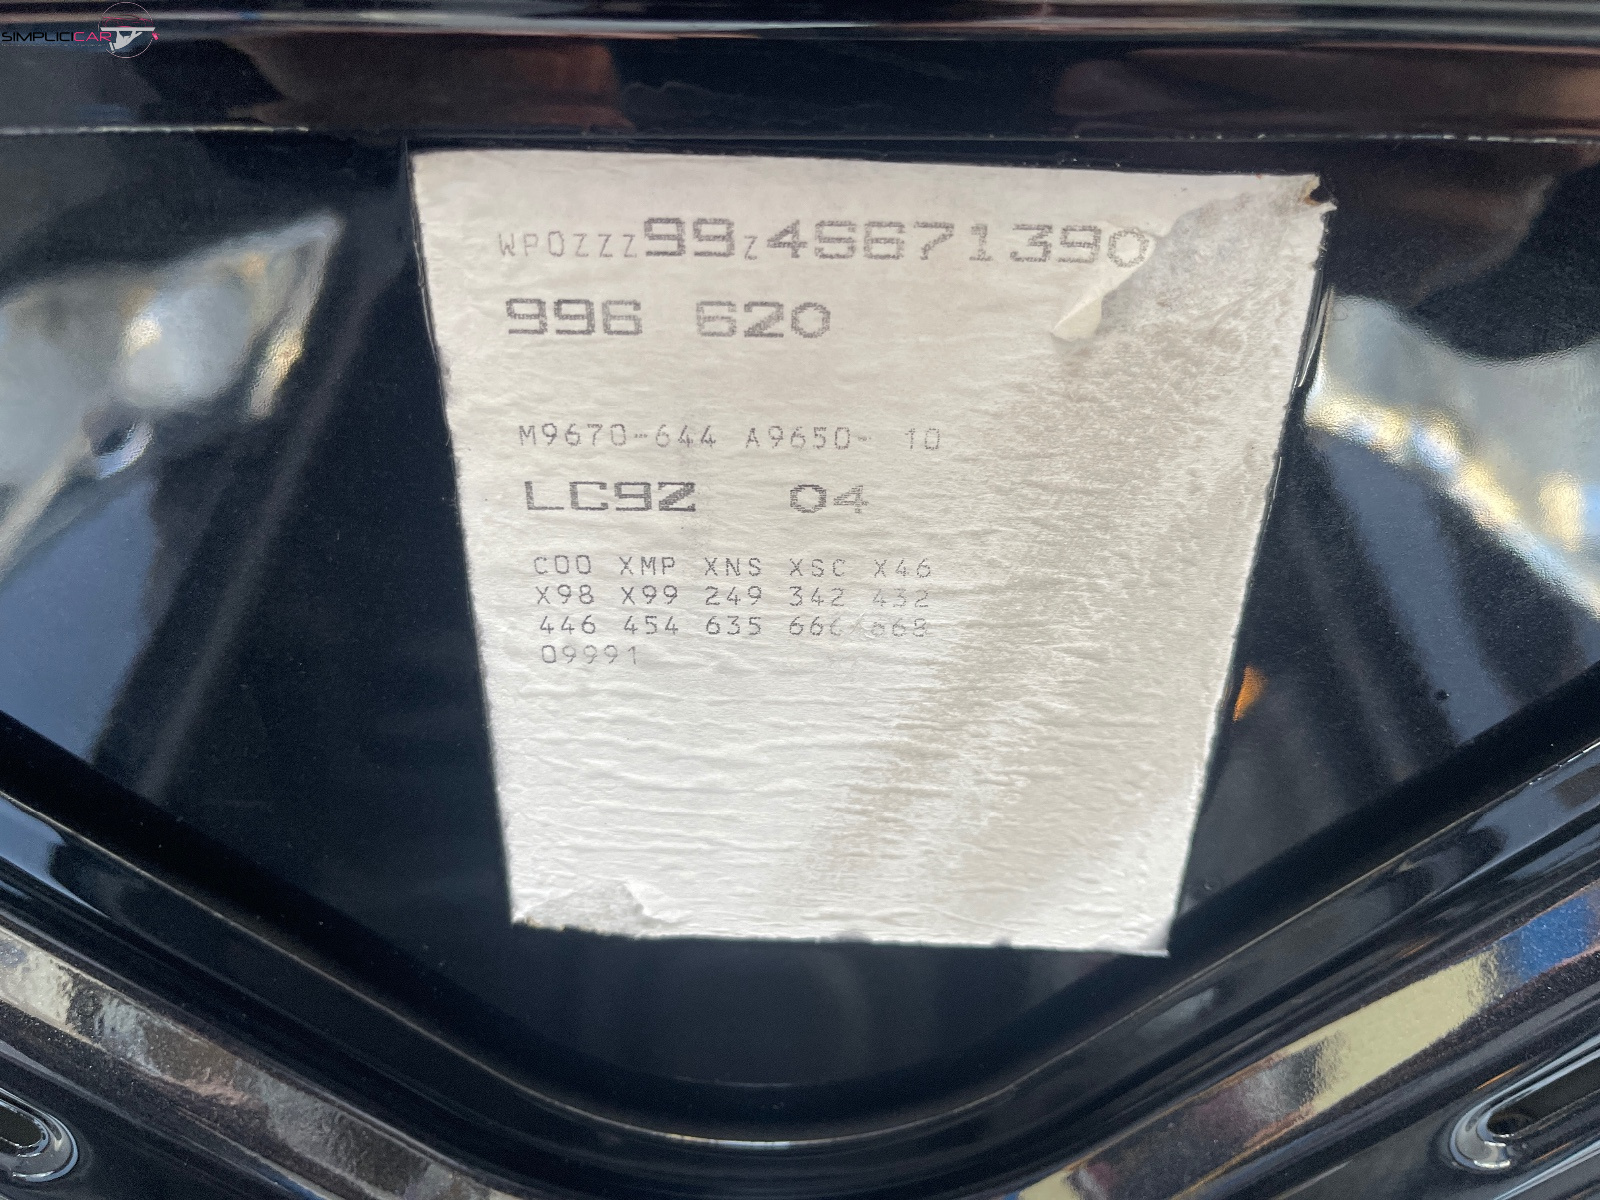 SIMPLICICAR
WP0ZZZ99Z4S671390
996 620
M9670-644 A9650- 10
LC9Z 04
C00 XMP XNS XSC X46
X98 X99 249 342 432
446 454 635 666 668
09991